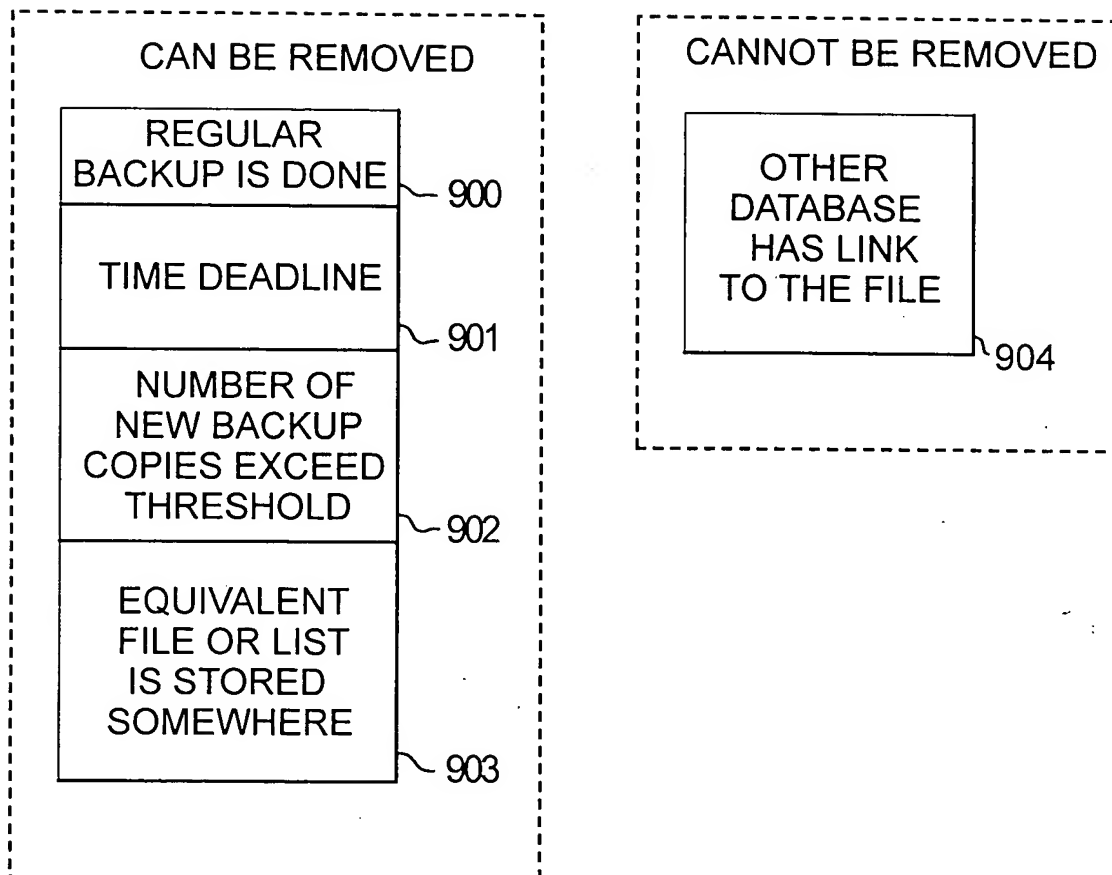 CAN BE REMOVED
REGULAR
BACKUP IS DONE
900
TIME DEADLINE
901
NUMBER OF
NEW BACKUP
COPIES EXCEED
THRESHOLD
902
EQUIVALENT
FILE OR LIST
IS STORED
SOMEWHERE
903
CANNOT BE REMOVED
OTHER
DATABASE
HAS LINK
TO THE FILE
904